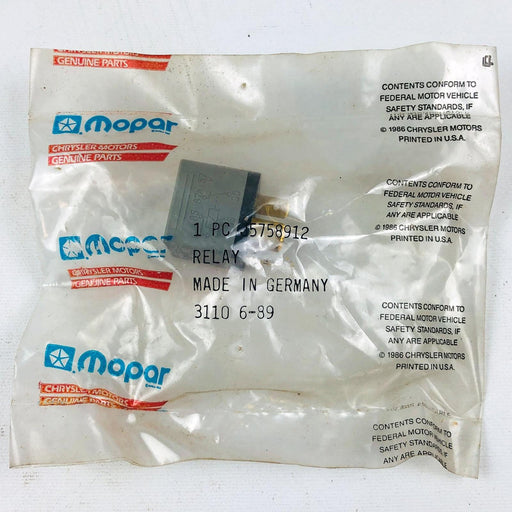 CHRYSLER MOTORS
GENUINE PARTS
CONTENTS CONFORM TO
FEDERAL MOTOR VEHICLE
SAFETY STANDARDS, IF
ANY ARE APPLICABLE
© 1986 CHRYSLER MOTORS
PRINTED IN U.S.A.
Mopar
CHRYSLER MOTORS
GENUINE PARTS
CONTENTS CONFORM TO
FEDERAL MOTOR VEHICLE
SAFETY STANDARDS, IF
ANY ARE APPLICABLE
© 1986 CHRYSLER MOTORS
PRINTED IN U.S.A.
Mopar
CHRYSLER MOTORS
GENUINE PARTS
1 PC 5758912
RELAY
MADE IN GERMANY
3110 6-89
CONTENTS CONFORM TO
FEDERAL MOTOR VEHICLE
SAFETY STANDARDS, IF
ANY ARE APPLICABLE
© 1986 CHRYSLER MOTORS
PRINTED IN U.S.A.
Mopar
CHRYSLER MOTORS
GENUINE PARTS
CONTENTS CONFORM TO
FEDERAL MOTOR VEHICLE
SAFETY STANDARDS, IF
ANY ARE APPLICABLE